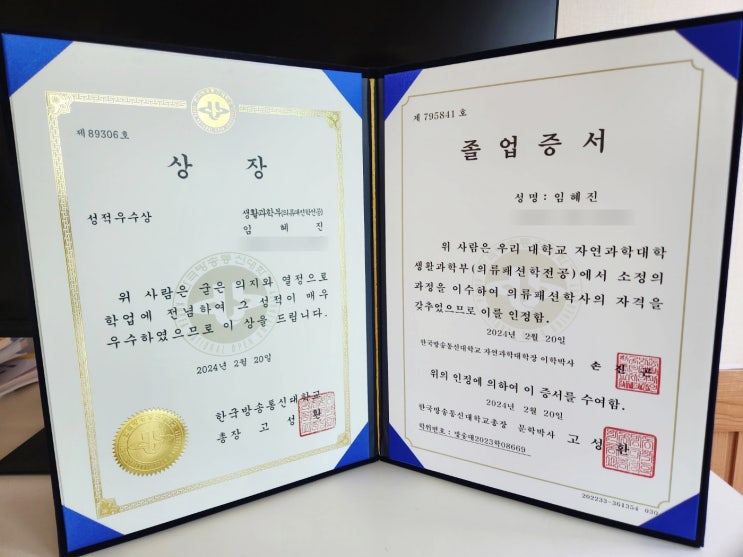 제 89306 호
상 장
성적우수상
생활과학부(의류패션학전공)
임 혜 진
위 사람은 굳은 의지와 열정으로
학업에 전념하여 그 성적이 매우
우수하였으므로 이 상을 드립니다.
2024년 2월 20일
한국방송통신대학교
총장 고 성 환
제 795841 호
졸 업 증 서
성명 : 임 혜 진
위 사람은 우리 대학교 자연과학대학
생활과학부(의류패션학전공)에서 소정의
과정을 이수하여 의류패션학사의 자격을
갖추었으므로 이를 인정함.
2024년 2월 20일
한국방송통신대학교 자연과학대학장 이학박사 손 진
위의 인정에 의하여 이 증서를 수여함.
2024년 2월 20일
한국방송통신대학교총장 문학박사 고 성 환
학위번호 : 방송대2023학08669
202233-361354 030